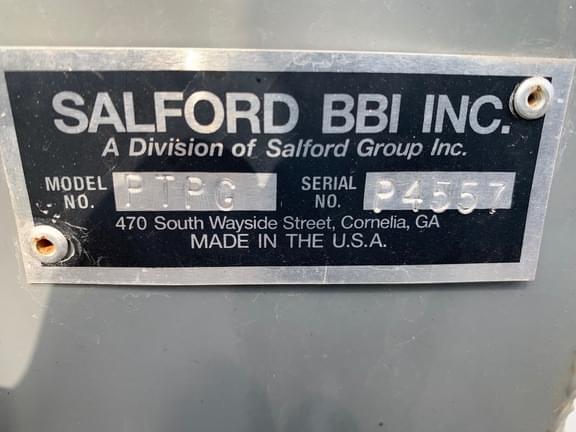 SALFORD BBI INC.
A Division of Salford Group Inc.
MODEL NO. PTPG SERIAL NO. P4557
470 South Wayside Street, Cornelia, GA
MADE IN THE U.S.A.